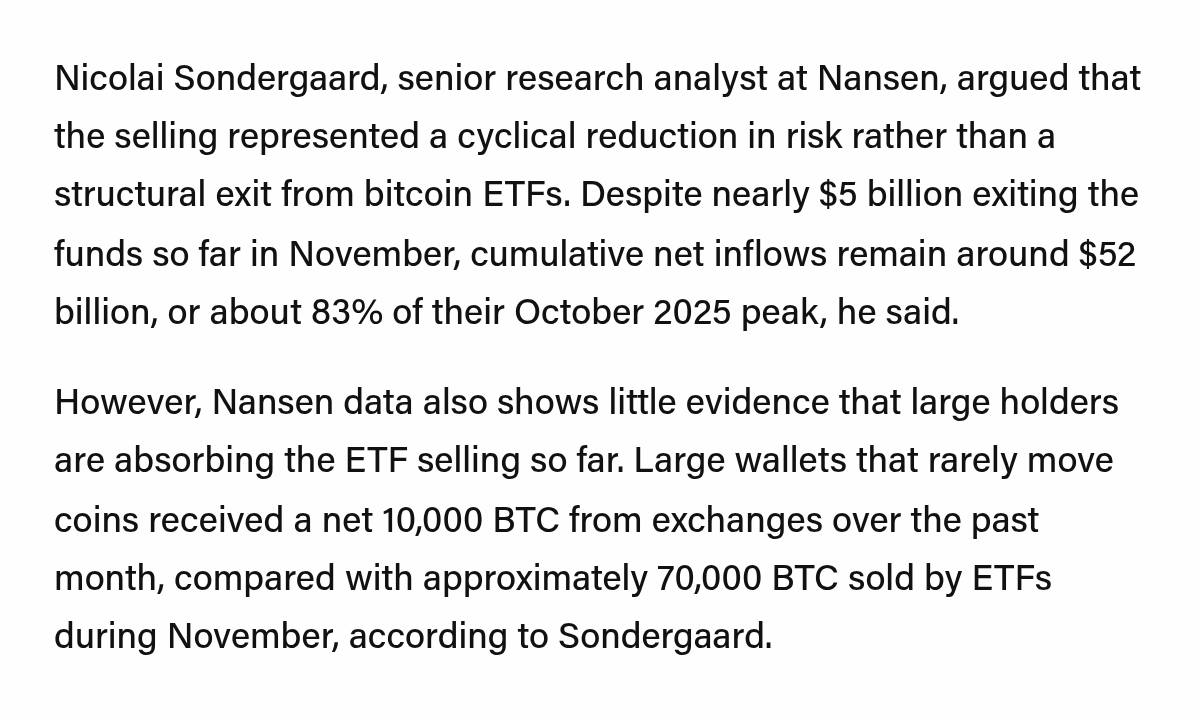 Nicolai Sondergaard, senior research analyst at Nansen, argued that
the selling represented a cyclical reduction in risk rather than a
structural exit from bitcoin ETFs. Despite nearly $5 billion exiting the
funds so far in November, cumulative net inflows remain around $52
billion, or about 83% of their October 2025 peak, he said.
However, Nansen data also shows little evidence that large holders
are absorbing the ETF selling so far. Large wallets that rarely move
coins received a net 10,000 BTC from exchanges over the past
month, compared with approximately 70,000 BTC sold by ETFs
during November, according to Sondergaard.